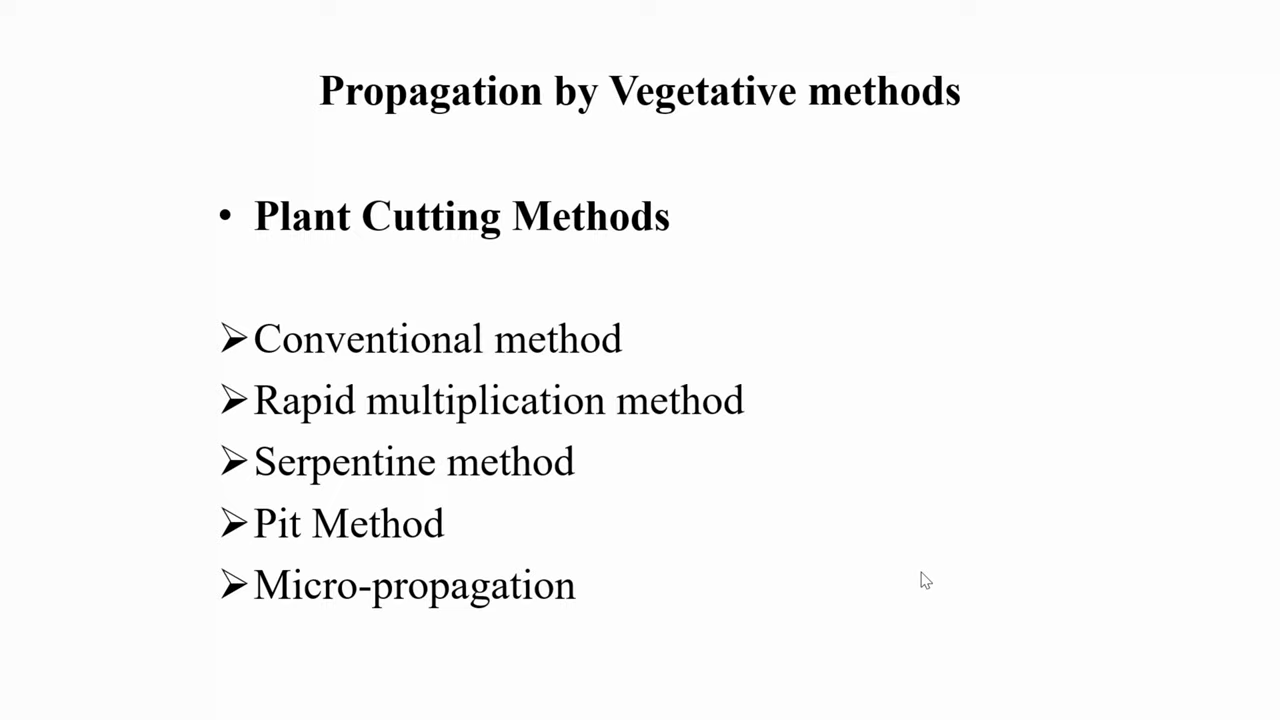 Propagation by Vegetative methods
• Plant Cutting Methods
➢ Conventional method
➢ Rapid multiplication method
➢ Serpentine method
➢ Pit Method
➢ Micro-propagation